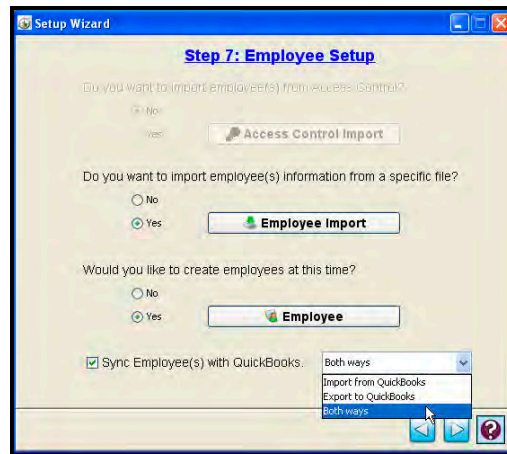 Setup Wizard
Step 7: Employee Setup
Do you want to import employee(s) from Access Control?
No
Yes
Access Control Import
Do you want to import employee(s) information from a specific file?
No
Yes
Employee Import
Would you like to create employees at this time?
No
Yes
Employee
Sync Employee(s) with QuickBooks.
Both ways
Import from QuickBooks
Export to QuickBooks
Both ways